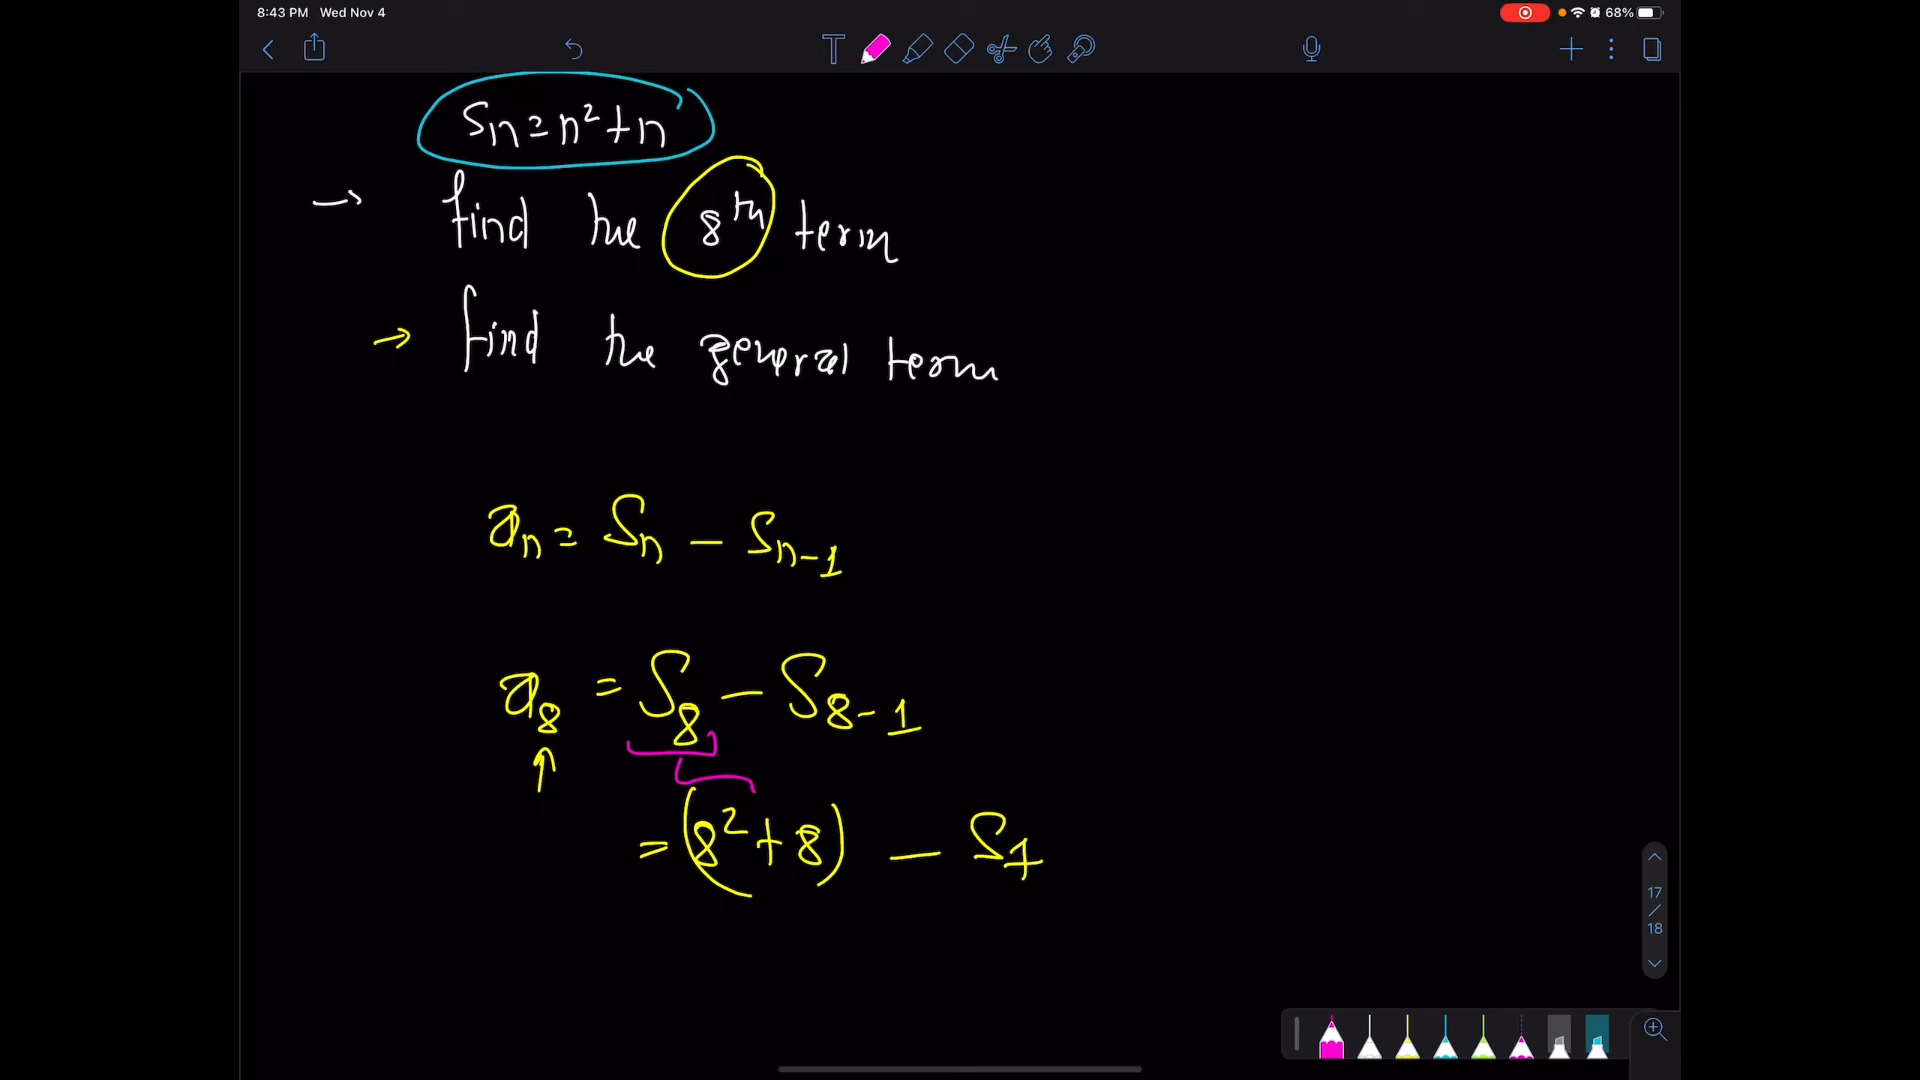 8:43 PM Wed Nov 4
68%
T
Sn = n² + n
→ find the 8th term
→ find the general term
an = Sn - Sn-1
a8 = S8 - S8-1
= (8² + 8) - S7
17
/
18